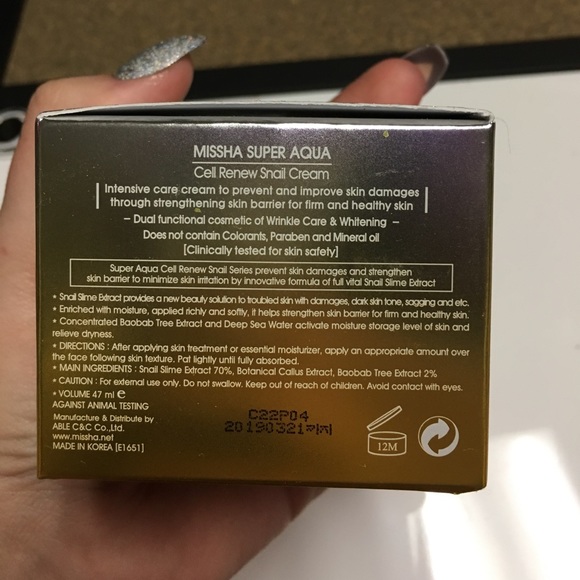 MISSHA SUPER AQUA
Cell Renew Snail Cream
Intensive care cream to prevent and improve skin damages
through strengthening skin barrier for firm and healthy skin
– Dual functional cosmetic of Wrinkle Care & Whitening –
Does not contain Colorants, Paraben and Mineral oil
[Clinically tested for skin safety]
Super Aqua Cell Renew Snail Series prevent skin damages and strengthen
skin barrier to minimize skin irritation by innovative formula of full vital Snail Slime Extract
• Snail Slime Extract provides a new beauty solution to troubled skin with damages, dark skin tone, sagging and etc.
• Enriched with moisture, applied richly and softly, it helps strengthen skin barrier for firm and healthy skin.
• Concentrated Baobab Tree Extract and Deep Sea Water activate moisture storage level of skin and
relieve dryness.
• DIRECTIONS : After applying skin treatment or essential moisturizer, apply an appropriate amount over
the face following skin texture. Pat lightly until fully absorbed.
• MAIN INGREDIENTS : Snail Slime Extract 70%, Botanical Callus Extract, Baobab Tree Extract 2%
• CAUTION : For external use only. Do not swallow. Keep out of reach of children. Avoid contact with eyes.
• VOLUME 47 ml ℮
AGAINST ANIMAL TESTING
Manufacture & Distribute by
ABLE C&C Co.,Ltd.
www.missha.net
MADE IN KOREA [E1651]
C22P04
20190321까지
12M